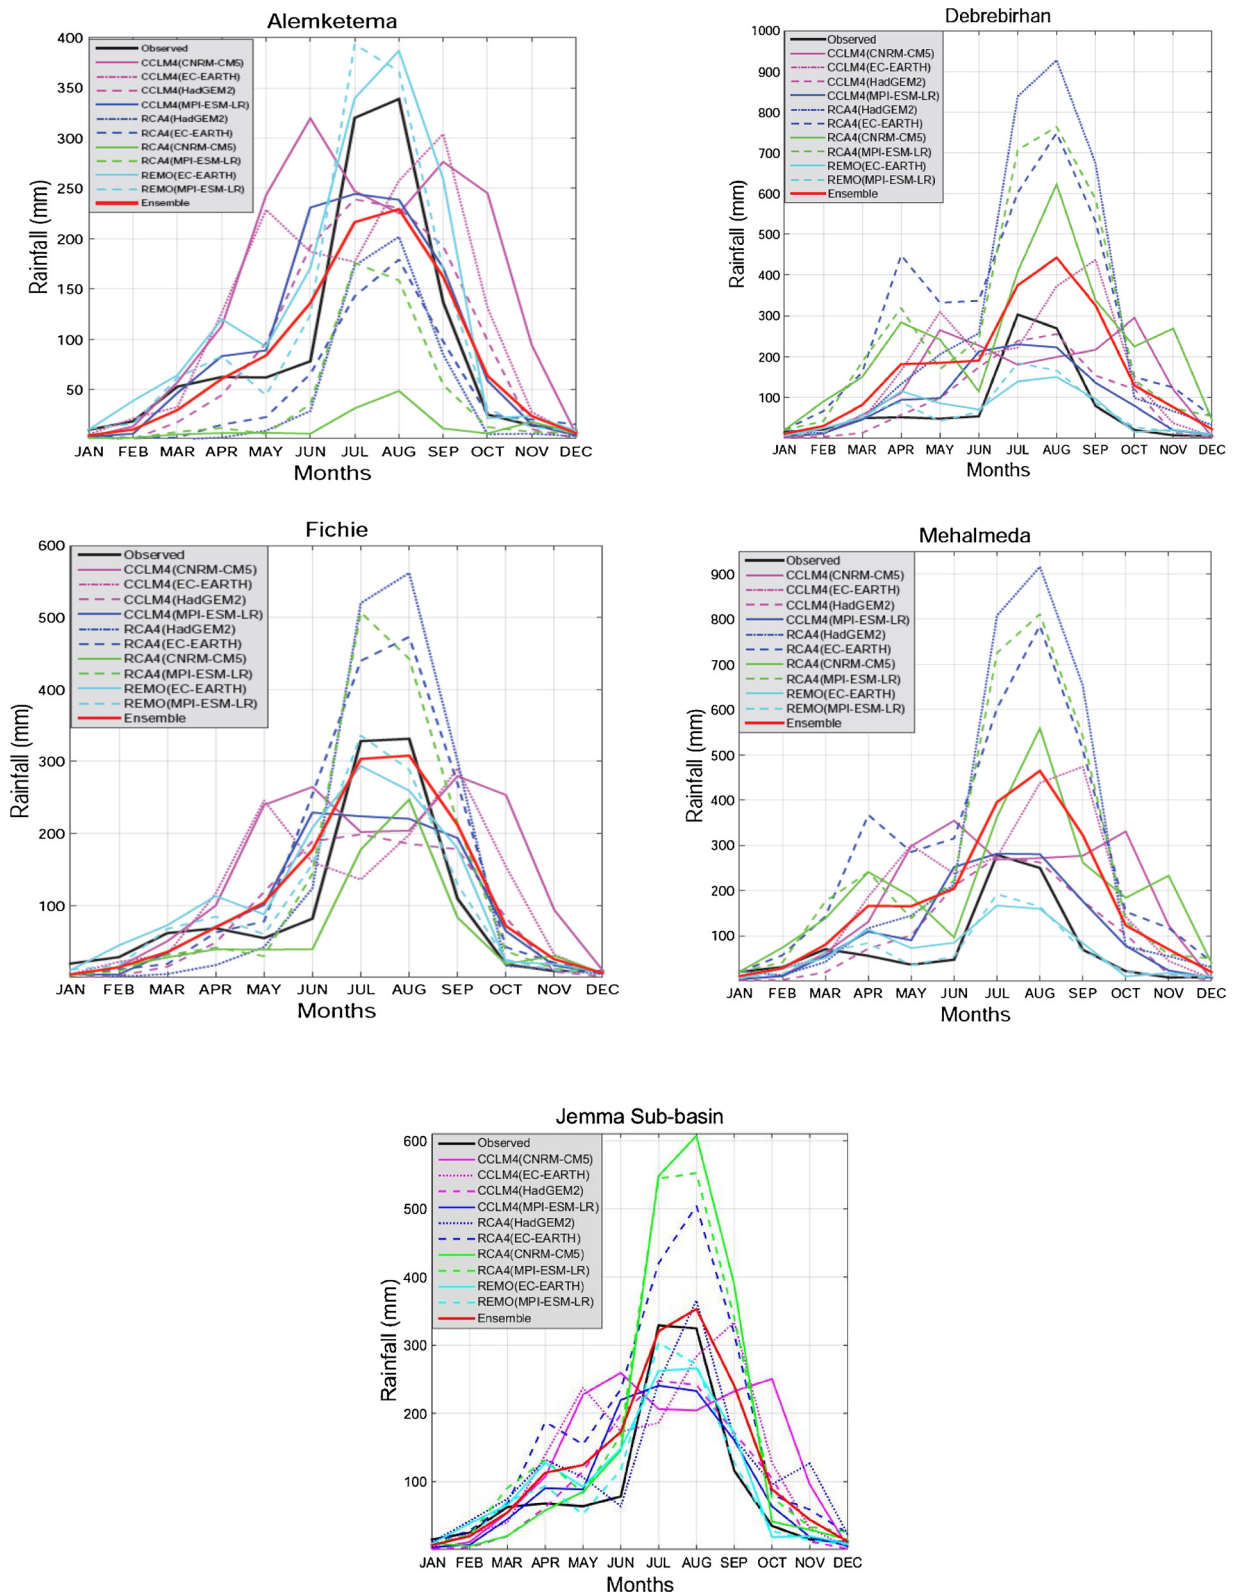 Alemketema
400
350
300
250
200
150
100
50
Rainfall (mm)
Observed
CCLM4(CNRM-CM5)
CCLM4(EC-EARTH)
CCLM4(HadGEM2)
CCLM4(MPI-ESM-LR)
RCA4(HadGEM2)
RCA4(EC-EARTH)
RCA4(CNRM-CM5)
RCA4(MPI-ESM-LR)
REMO(EC-EARTH)
REMO(MPI-ESM-LR)
Ensemble
JAN FEB MAR APR MAY JUN JUL AUG SEP OCT NOV DEC
Months
Debrebirhan
1000
900
800
700
600
500
400
300
200
100
Rainfall (mm)
Observed
CCLM4(CNRM-CM5)
CCLM4(EC-EARTH)
CCLM4(HadGEM2)
CCLM4(MPI-ESM-LR)
RCA4(HadGEM2)
RCA4(EC-EARTH)
RCA4(CNRM-CM5)
RCA4(MPI-ESM-LR)
REMO(EC-EARTH)
REMO(MPI-ESM-LR)
Ensemble
JAN FEB MAR APR MAY JUN JUL AUG SEP OCT NOV DEC
Months
Fichie
600
500
400
300
200
100
Rainfall (mm)
Observed
CCLM4(CNRM-CM5)
CCLM4(EC-EARTH)
CCLM4(HadGEM2)
CCLM4(MPI-ESM-LR)
RCA4(HadGEM2)
RCA4(EC-EARTH)
RCA4(CNRM-CM5)
RCA4(MPI-ESM-LR)
REMO(EC-EARTH)
REMO(MPI-ESM-LR)
Ensemble
JAN FEB MAR APR MAY JUN JUL AUG SEP OCT NOV DEC
Months
Mehalmeda
900
800
700
600
500
400
300
200
100
Rainfall (mm)
Observed
CCLM4(CNRM-CM5)
CCLM4(EC-EARTH)
CCLM4(HadGEM2)
CCLM4(MPI-ESM-LR)
RCA4(HadGEM2)
RCA4(EC-EARTH)
RCA4(CNRM-CM5)
RCA4(MPI-ESM-LR)
REMO(EC-EARTH)
REMO(MPI-ESM-LR)
Ensemble
JAN FEB MAR APR MAY JUN JUL AUG SEP OCT NOV DEC
Months
Jemma Sub-basin
600
500
400
300
200
100
Rainfall (mm)
Observed
CCLM4(CNRM-CM5)
CCLM4(EC-EARTH)
CCLM4(HadGEM2)
CCLM4(MPI-ESM-LR)
RCA4(HadGEM2)
RCA4(EC-EARTH)
RCA4(CNRM-CM5)
RCA4(MPI-ESM-LR)
REMO(EC-EARTH)
REMO(MPI-ESM-LR)
Ensemble
JAN FEB MAR APR MAY JUN JUL AUG SEP OCT NOV DEC
Months